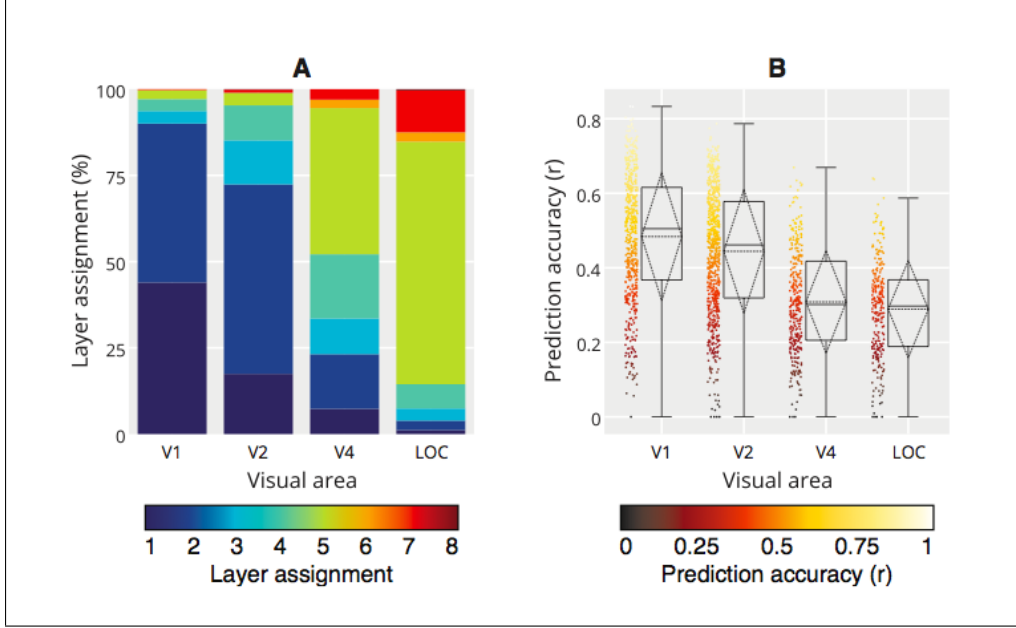 A
100
75
50
25
0
Layer assignment (%)
V1 V2 V4 LOC
Visual area
1 2 3 4 5 6 7 8
Layer assignment
B
0.8
0.6
0.4
0.2
0
Prediction accuracy (r)
V1 V2 V4 LOC
Visual area
0 0.25 0.5 0.75 1
Prediction accuracy (r)